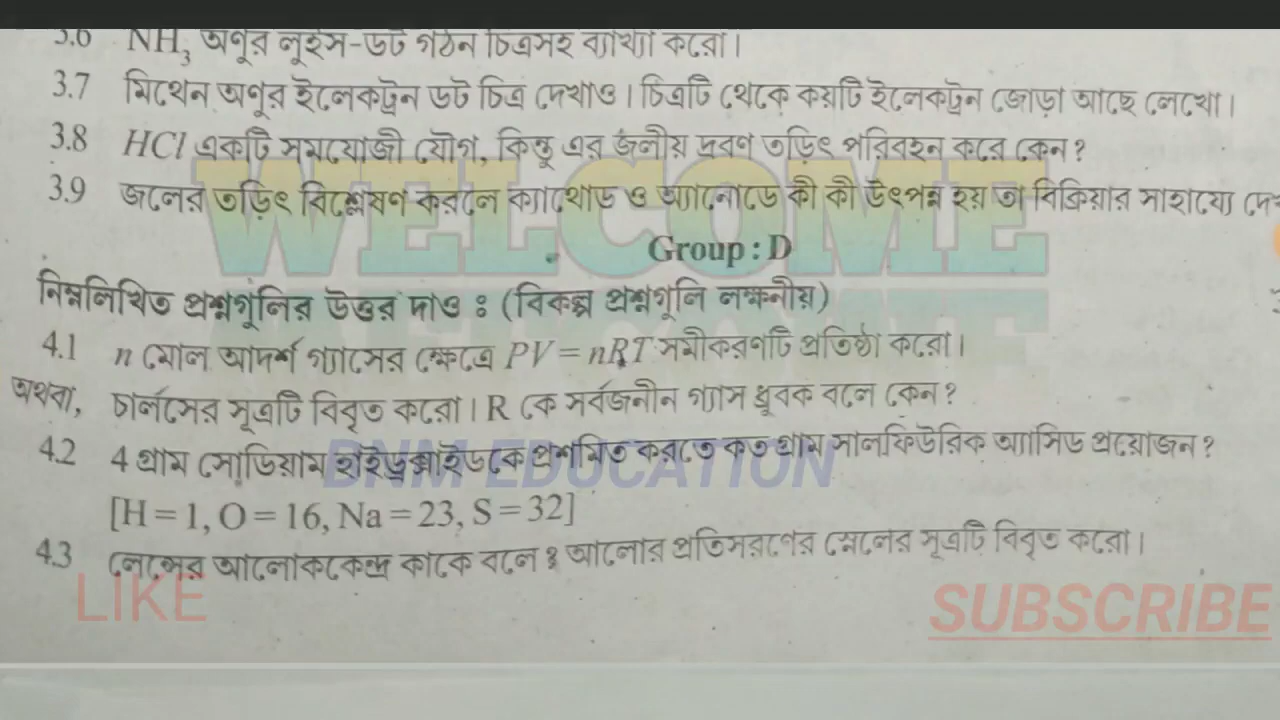 3.6 NH₃ অণুর লুইস-ডট গঠন চিত্রসহ ব্যাখ্যা করো।
3.7 মিথেন অণুর ইলেকট্রন ডট চিত্র দেখাও। চিত্রটি থেকে কয়টি ইলেকট্রন জোড়া আছে লেখো।
3.8 HCl একটি সমযোজী যৌগ, কিন্তু এর জলীয় দ্রবণ তড়িৎ পরিবহন করে কেন?
3.9 জলের তড়িৎ বিশ্লেষণ করলে ক্যাথোড ও অ্যানোডে কী কী উৎপন্ন হয় তা বিক্রিয়ার সাহায্যে
WELCOME
Group : D
নিম্নলিখিত প্রশ্নগুলির উত্তর দাও ঃ (বিকল্প প্রশ্নগুলি লক্ষনীয়)
4.1 n মোল আদর্শ গ্যাসের ক্ষেত্রে PV = nRT সমীকরণটি প্রতিষ্ঠা করো।
অথবা, চার্লসের সূত্রটি বিবৃত করো। R কে সর্বজনীন গ্যাস ধ্রুবক বলে কেন?
4.2 4 গ্রাম সোডিয়াম হাইড্রক্সাইডকে প্রশমিত করতে কত গ্রাম সালফিউরিক অ্যাসিড প্রয়োজন?
BNM EDUCATION
[H = 1, O = 16, Na = 23, S = 32]
4.3 লেন্সের আলোককেন্দ্র কাকে বলে? আলোর প্রতিসরণের স্নেলের সূত্রটি বিবৃত করো।
LIKE
SUBSCRIBE